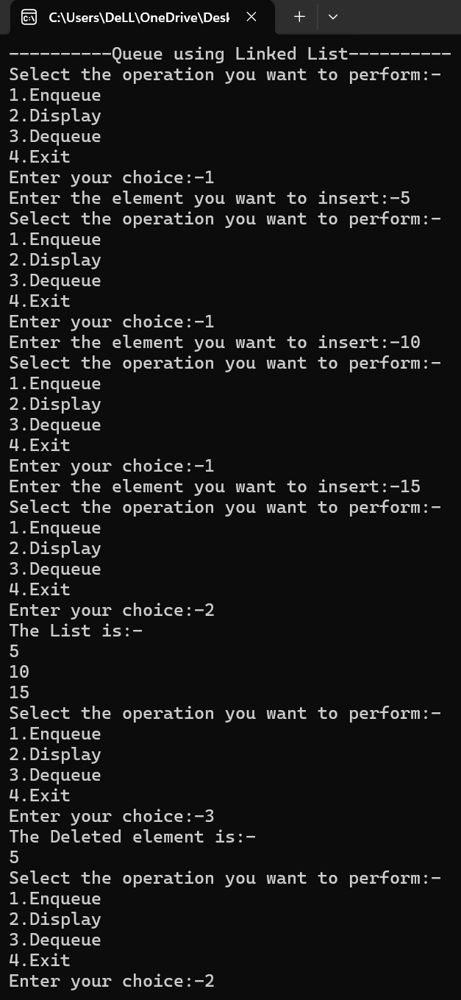 C:\Users\DeLL\OneDrive\Desk
----------Queue using Linked List----------
Select the operation you want to perform:-
1.Enqueue
2.Display
3.Dequeue
4.Exit
Enter your choice:-1
Enter the element you want to insert:-5
Select the operation you want to perform:-
1.Enqueue
2.Display
3.Dequeue
4.Exit
Enter your choice:-1
Enter the element you want to insert:-10
Select the operation you want to perform:-
1.Enqueue
2.Display
3.Dequeue
4.Exit
Enter your choice:-1
Enter the element you want to insert:-15
Select the operation you want to perform:-
1.Enqueue
2.Display
3.Dequeue
4.Exit
Enter your choice:-2
The List is:-
5
10
15
Select the operation you want to perform:-
1.Enqueue
2.Display
3.Dequeue
4.Exit
Enter your choice:-3
The Deleted element is:-
5
Select the operation you want to perform:-
1.Enqueue
2.Display
3.Dequeue
4.Exit
Enter your choice:-2